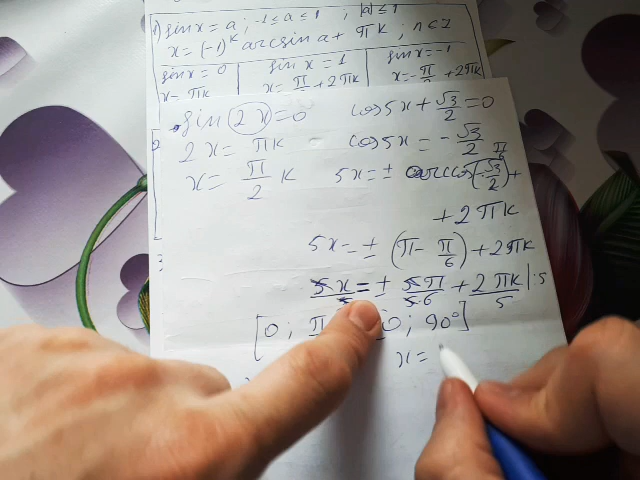 1) sin x = a ; -1 ≤ a ≤ 1 ; |a| ≤ 1
x = (-1)^k arcsin a + πk ; n ∈ Z
sin x = 0
x = πk
sin x = 1
x = π/2 + 2πk
sin x = -1
x = -π/2 + 2πk
sin (2x) = 0
2x = πk
x = π/2 k
cos 5x + √3/2 = 0
cos 5x = - √3/2
π/6
5x = ± arccos(-√3/2) +
+ 2πk
5x = ± (π - π/6) + 2πk
5x/5 = ± 5π/5·6 + 2πk/5 | :5
[0 ; π 0 ; 90°]
x =